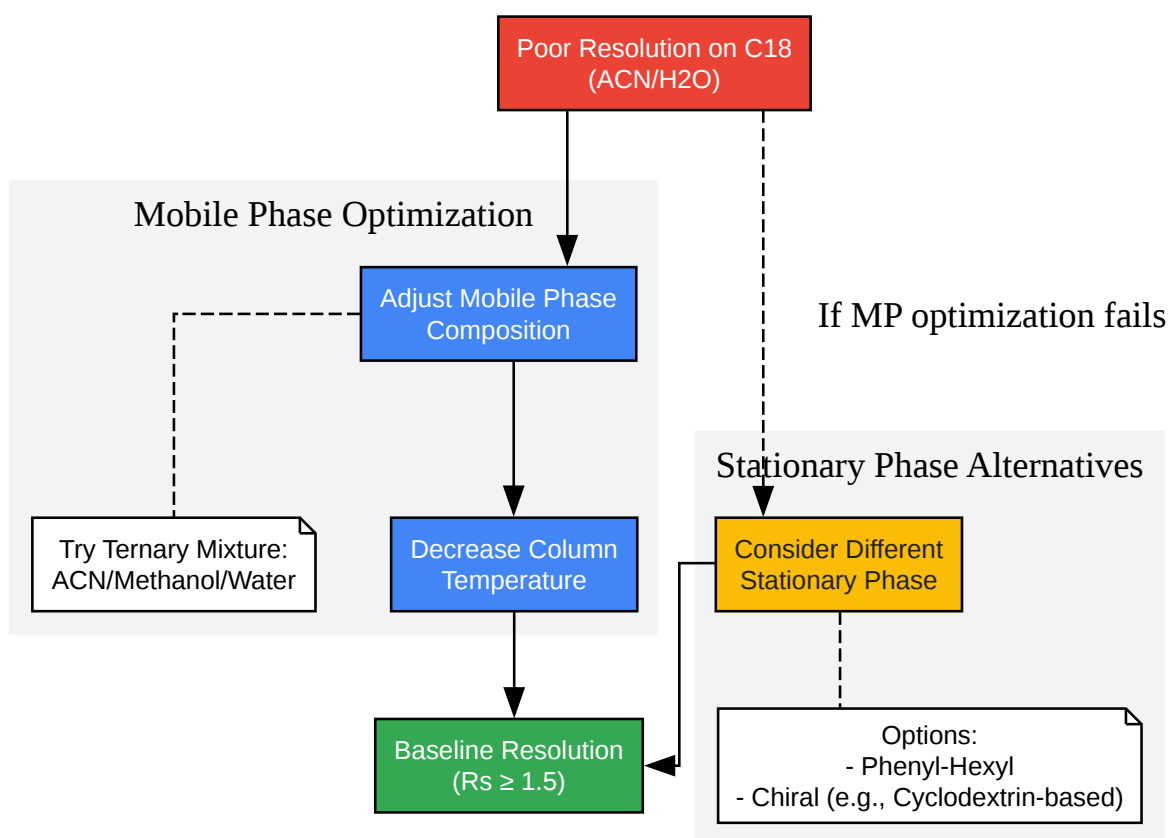 Poor Resolution on C18
(ACN/H2O)
Mobile Phase Optimization
Adjust Mobile Phase
Composition
If MP optimization fails
Stationary Phase Alternatives
Try Ternary Mixture:
ACN/Methanol/Water
Decrease Column
Temperature
Consider Different
Stationary Phase
Baseline Resolution
(Rs ≥ 1.5)
Options:
- Phenyl-Hexyl
- Chiral (e.g., Cyclodextrin-based)